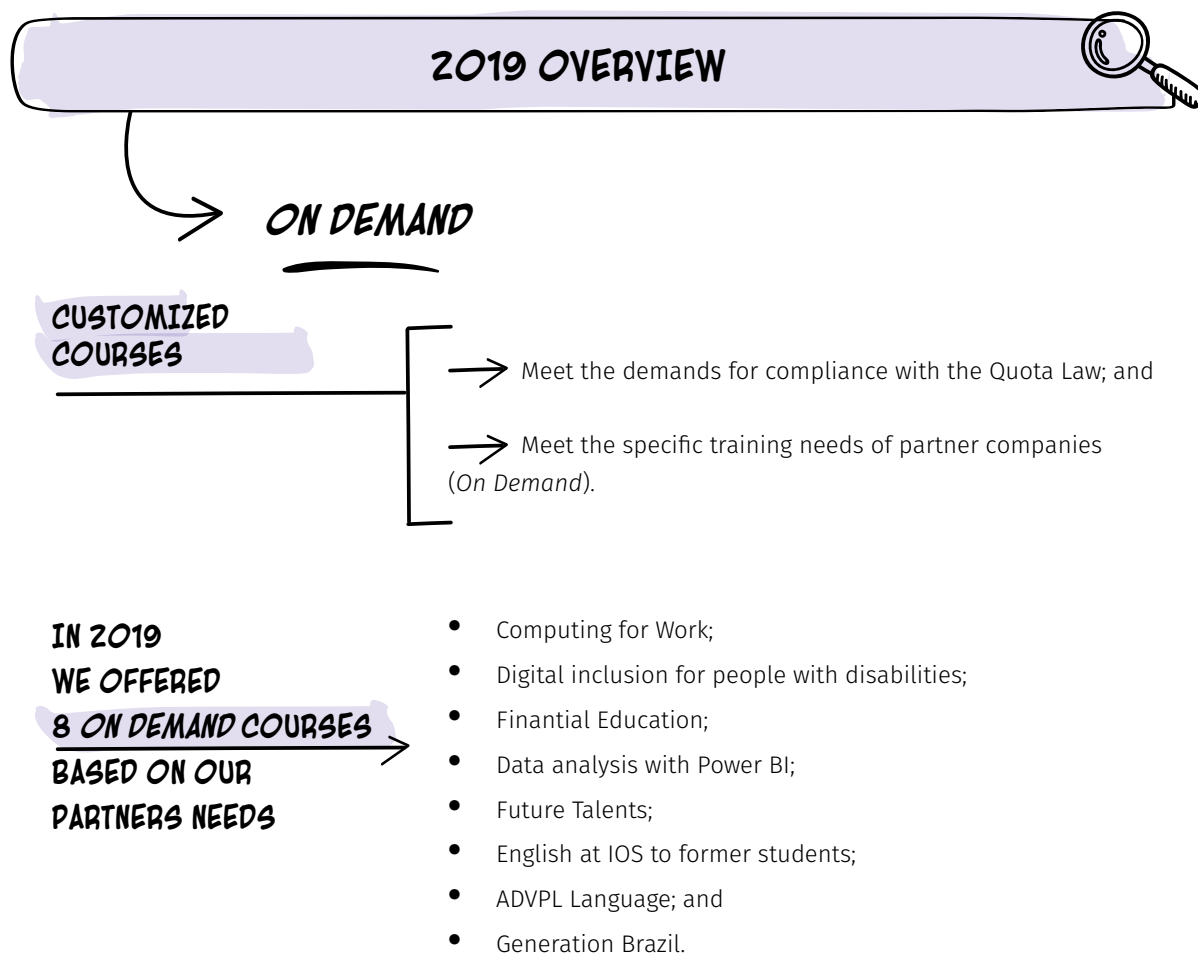 2019 OVERVIEW
ON DEMAND
CUSTOMIZED
COURSES
Meet the demands for compliance with the Quota Law; and
Meet the specific training needs of partner companies
(On Demand).
IN 2019
WE OFFERED
8 ON DEMAND COURSES
BASED ON OUR
PARTNERS NEEDS
• Computing for Work;
• Digital inclusion for people with disabilities;
• Finantial Education;
• Data analysis with Power BI;
• Future Talents;
• English at IOS to former students;
• ADVPL Language; and
• Generation Brazil.